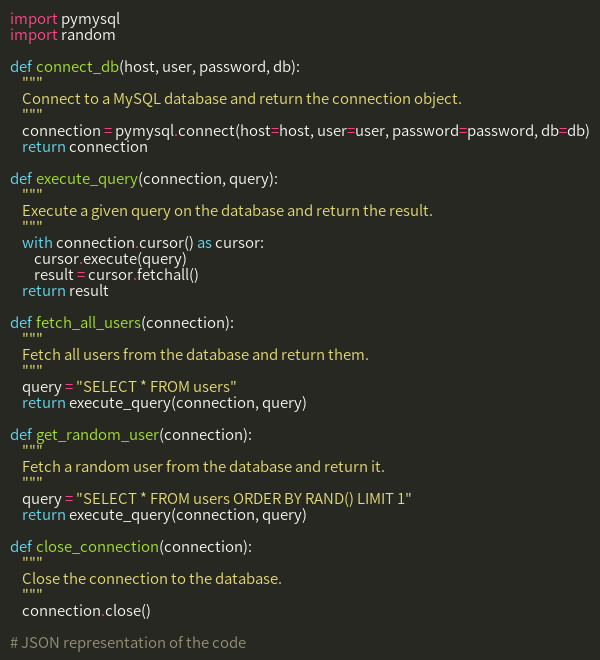 import pymysql
import random

def connect_db(host, user, password, db):
    """
    Connect to a MySQL database and return the connection object.
    """
    connection = pymysql.connect(host=host, user=user, password=password, db=db)
    return connection

def execute_query(connection, query):
    """
    Execute a given query on the database and return the result.
    """
    with connection.cursor() as cursor:
        cursor.execute(query)
        result = cursor.fetchall()
    return result

def fetch_all_users(connection):
    """
    Fetch all users from the database and return them.
    """
    query = "SELECT * FROM users"
    return execute_query(connection, query)

def get_random_user(connection):
    """
    Fetch a random user from the database and return it.
    """
    query = "SELECT * FROM users ORDER BY RAND() LIMIT 1"
    return execute_query(connection, query)

def close_connection(connection):
    """
    Close the connection to the database.
    """
    connection.close()

# JSON representation of the code